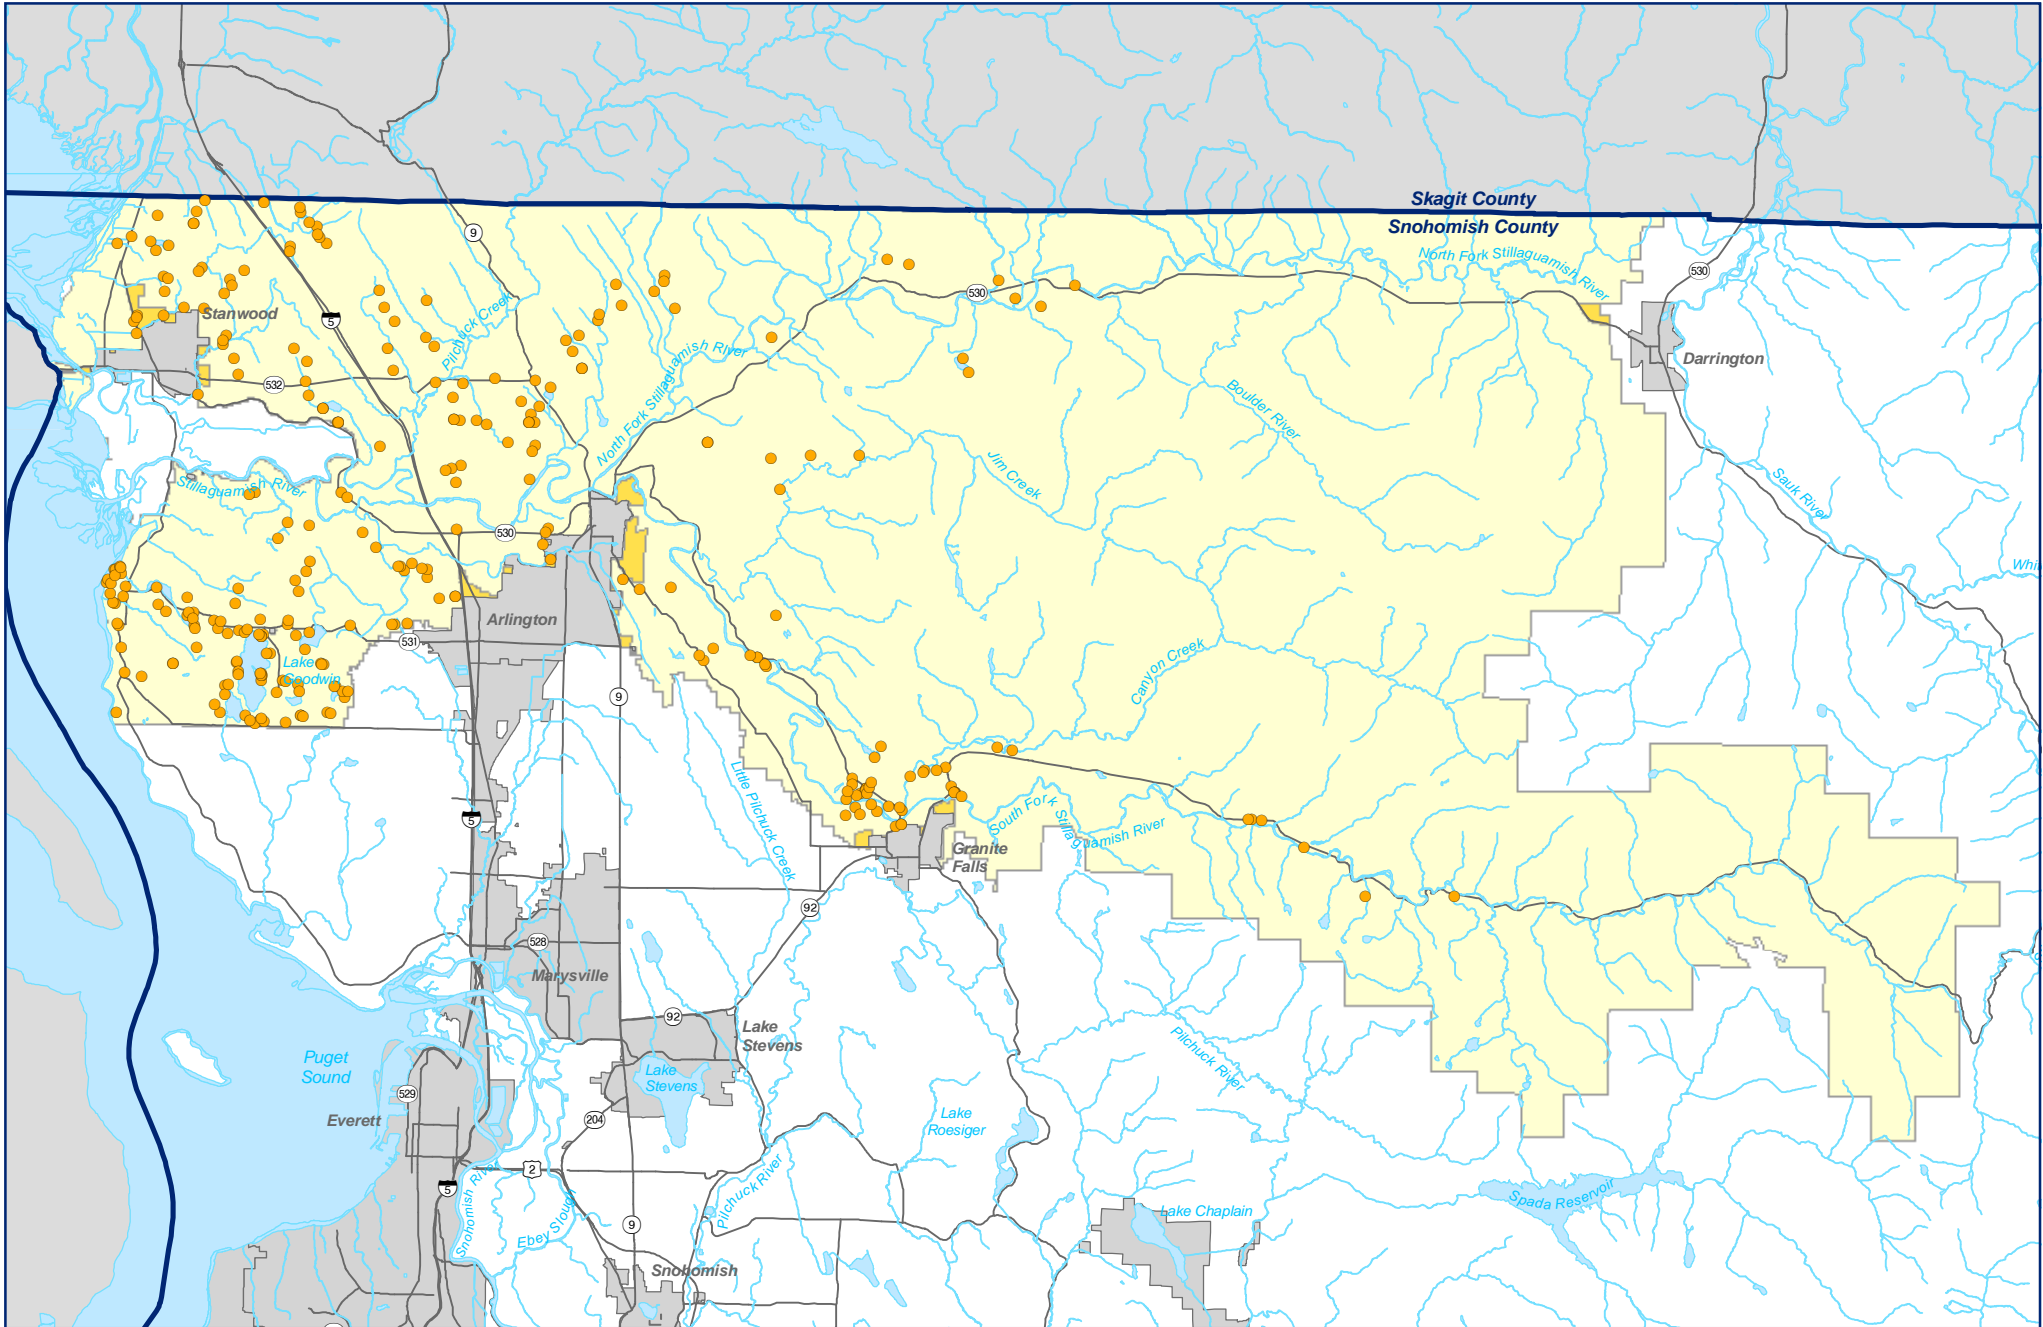 Skagit County
Snohomish County
9
North Fork Stillaguamish River
530
530
Stanwood
5
Pilchuck Creek
Darrington
North Fork Stillaguamish River
532
Boulder River
Jim Creek
Stillaguamish River
Sauk River
530
Arlington
531
Lake
Goodwin
Canyon Creek
9
Little Pilchuck Creek
5
South Fork Stillaguamish River
Granite
Falls
92
528
Marysville
92
Lake
Stevens
Puget
Sound
Lake
Stevens
Pilchuck River
529
Everett
204
Lake
Roesiger
2
5
Snohomish River
Ebey Slough
Pilchuck River
9
Lake Chaplain
Spada Reservoir
Snohomish